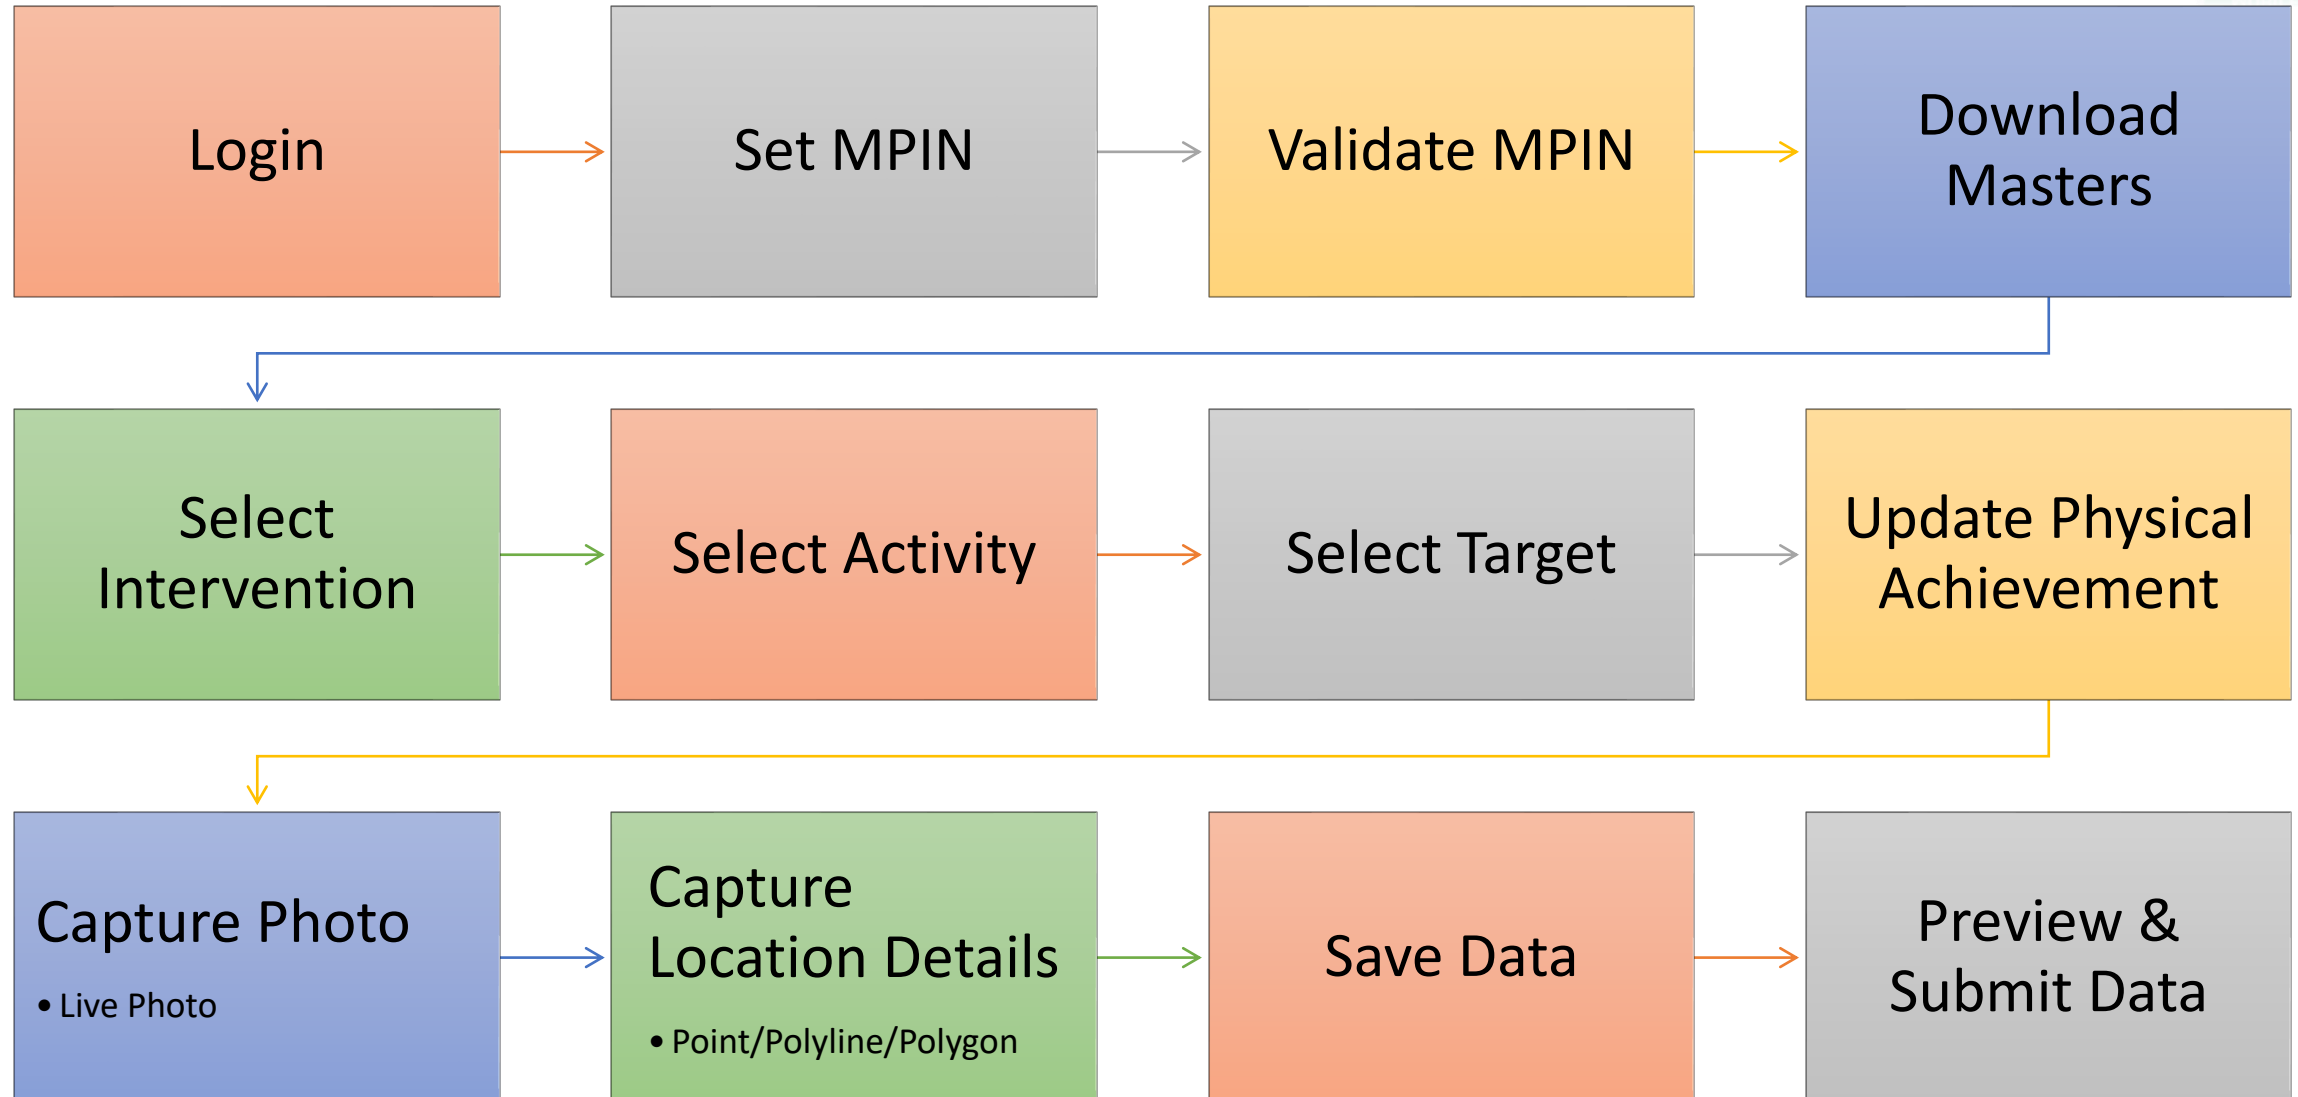 Login
Set MPIN
Validate MPIN
Download
Masters
Select
Intervention
Select Activity
Select Target
Update Physical
Achievement
Capture Photo
• Live Photo
Capture
Location Details
• Point/Polyline/Polygon
Save Data
Preview &
Submit Data